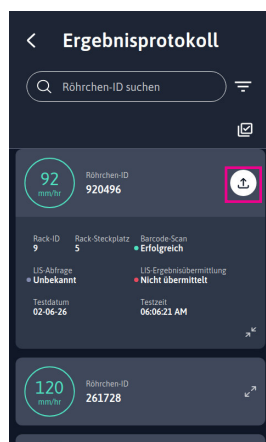 Ergebnisprotokoll
Röhrchen-ID suchen
92
mm/hr
Röhrchen-ID
920496
Rack-ID Rack-Steckplatz Barcode-Scan
9 5 Erfolgreich
LIS-Abfrage LIS-Ergebnisübermittlung
Unbekannt Nicht übermittelt
Testdatum Testzeit
02-06-26 06:06:21 AM
120
mm/hr
Röhrchen-ID
261728